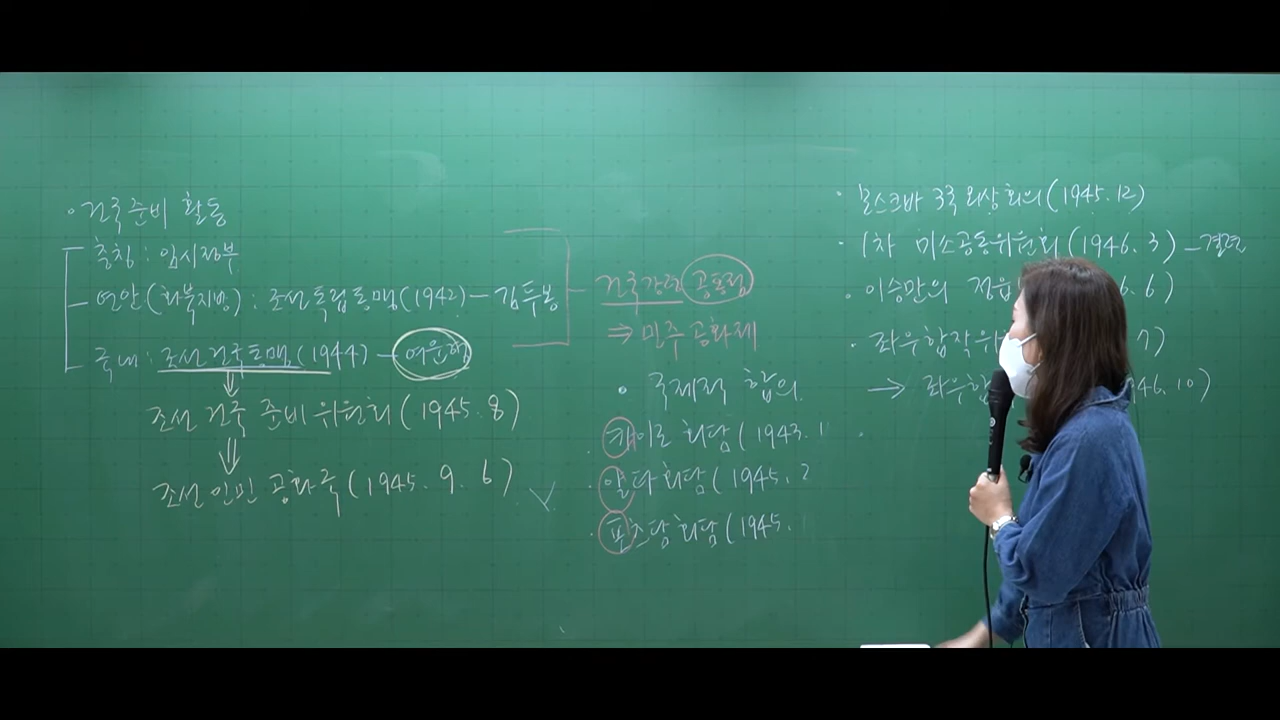 · 건국준비 활동
충칭 : 임시정부
연안(화북지방) : 조선독립동맹(1942) - 김두봉
국내 : 조선건국동맹(1944) - 여운형
⇓
조선 건국 준비 위원회(1945. 8)
⇓
조선 인민 공화국(1945. 9. 6)
건국강령 공통점
⇒ 민주 공화제
· 국제적 합의
· 카이로 회담(1943. 1
· 얄타회담(1945. 2
· 포츠담 회담(1945.
· 모스크바 3국 외상회의(1945. 12)
· 1차 미소공동위원회(1946. 3) - 결렬
· 이승만의 정읍 6. 6)
· 좌우합작위 7)
→ 좌우합 46. 10)